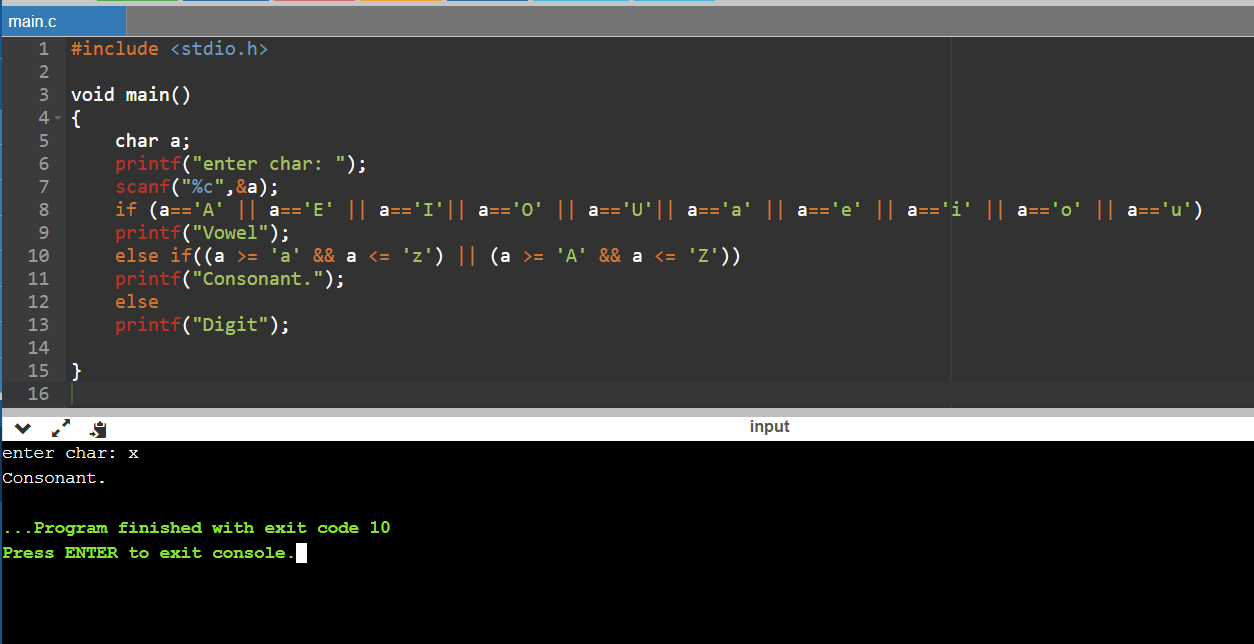 main.c
1 #include <stdio.h>
2
3 void main()
4 {
5     char a;
6     printf("enter char: ");
7     scanf("%c",&a);
8     if (a=='A' || a=='E' || a=='I'|| a=='O' || a=='U'|| a=='a' || a=='e' || a=='i' || a=='o' || a=='u')
9     printf("Vowel");
10     else if((a >= 'a' && a <= 'z') || (a >= 'A' && a <= 'Z'))
11     printf("Consonant.");
12     else
13     printf("Digit");
14
15 }
16
input
enter char: x
Consonant.
...Program finished with exit code 10
Press ENTER to exit console.